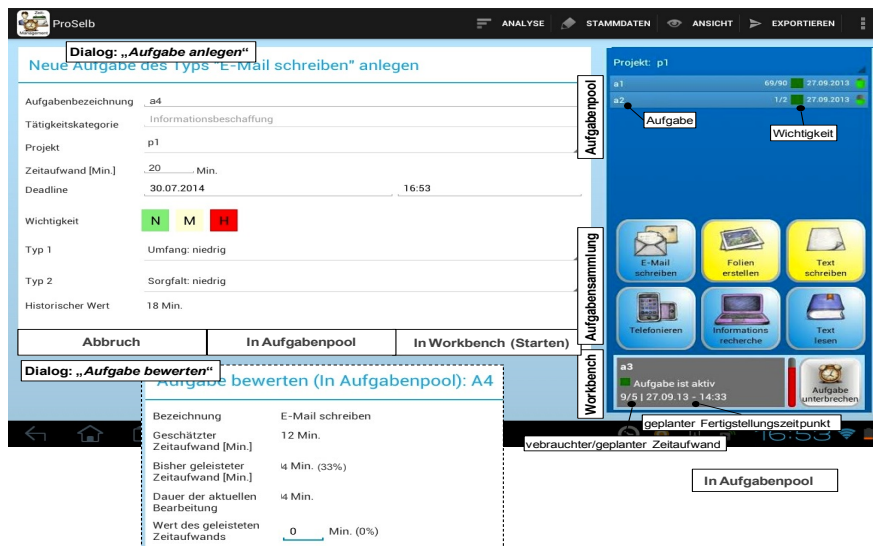 ProSelb
ANALYSE
STAMMDATEN
ANSICHT
EXPORTIEREN
Zeit-
Management
Dialog: „Aufgabe anlegen“
Neue Aufgabe des Typs "E-Mail schreiben" anlegen
Aufgabenbezeichnung a4
Tätigkeitskategorie Informationsbeschaffung
Projekt p1
Zeitaufwand [Min.] 20 Min.
Deadline 30.07.2014 16:53
Wichtigkeit N M H
Typ 1 Umfang: niedrig
Typ 2 Sorgfalt: niedrig
Historischer Wert 18 Min.
Abbruch
In Aufgabenpool
In Workbench (Starten)
Aufgabenpool
Projekt: p1
a1 69/90 27.09.2013
a2 1/2 27.09.2013
Aufgabe
Wichtigkeit
Aufgabensammlung
E-Mail
schreiben
Folien
erstellen
Text
schreiben
Telefonieren
Informations
recherche
Text
lesen
Workbench
a3
Aufgabe ist aktiv
9/5 | 27.09.13 - 14:33
Aufgabe
unterbrechen
geplanter Fertigstellungszeitpunkt
vebrauchter/geplanter Zeitaufwand
16:53
Dialog: „Aufgabe bewerten“
Aufgabe bewerten (In Aufgabenpool): A4
Bezeichnung E-Mail schreiben
Geschätzter
Zeitaufwand [Min.] 12 Min.
Bisher geleisteter
Zeitaufwand [Min.] 4 Min. (33%)
Dauer der aktuellen
Bearbeitung 4 Min.
Wert des geleisteten
Zeitaufwands 0 Min. (0%)
In Aufgabenpool